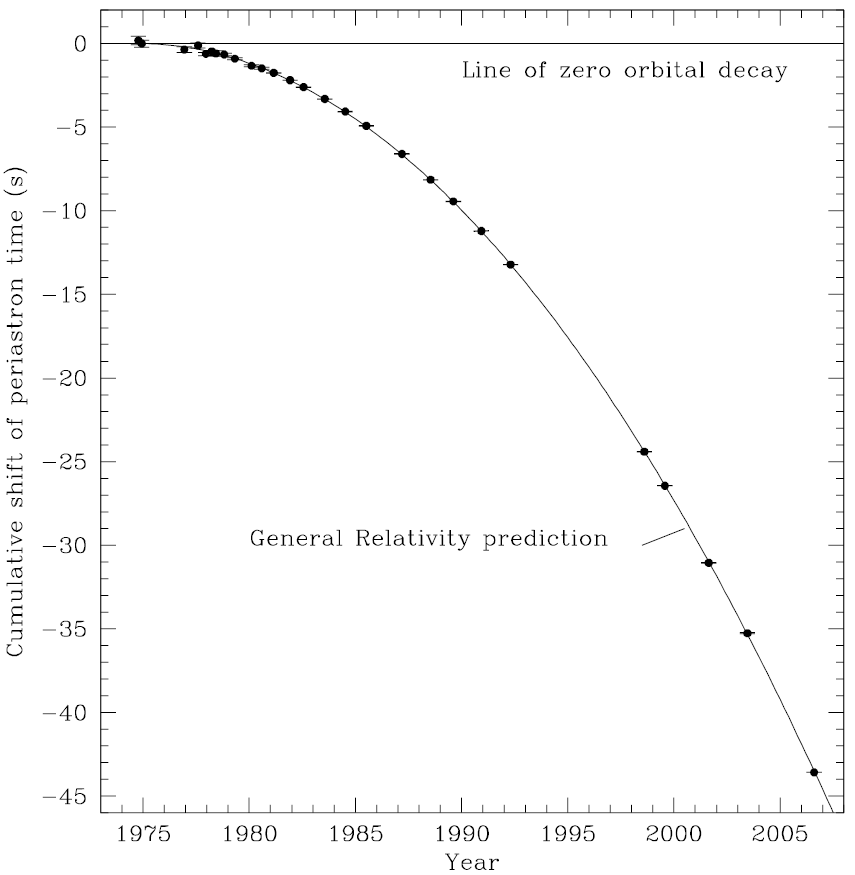 0
Line of zero orbital decay
−5
−10
−15
−20
−25
General Relativity prediction
−30
−35
−40
−45
Cumulative shift of periastron time (s)
1975 1980 1985 1990 1995 2000 2005
Year